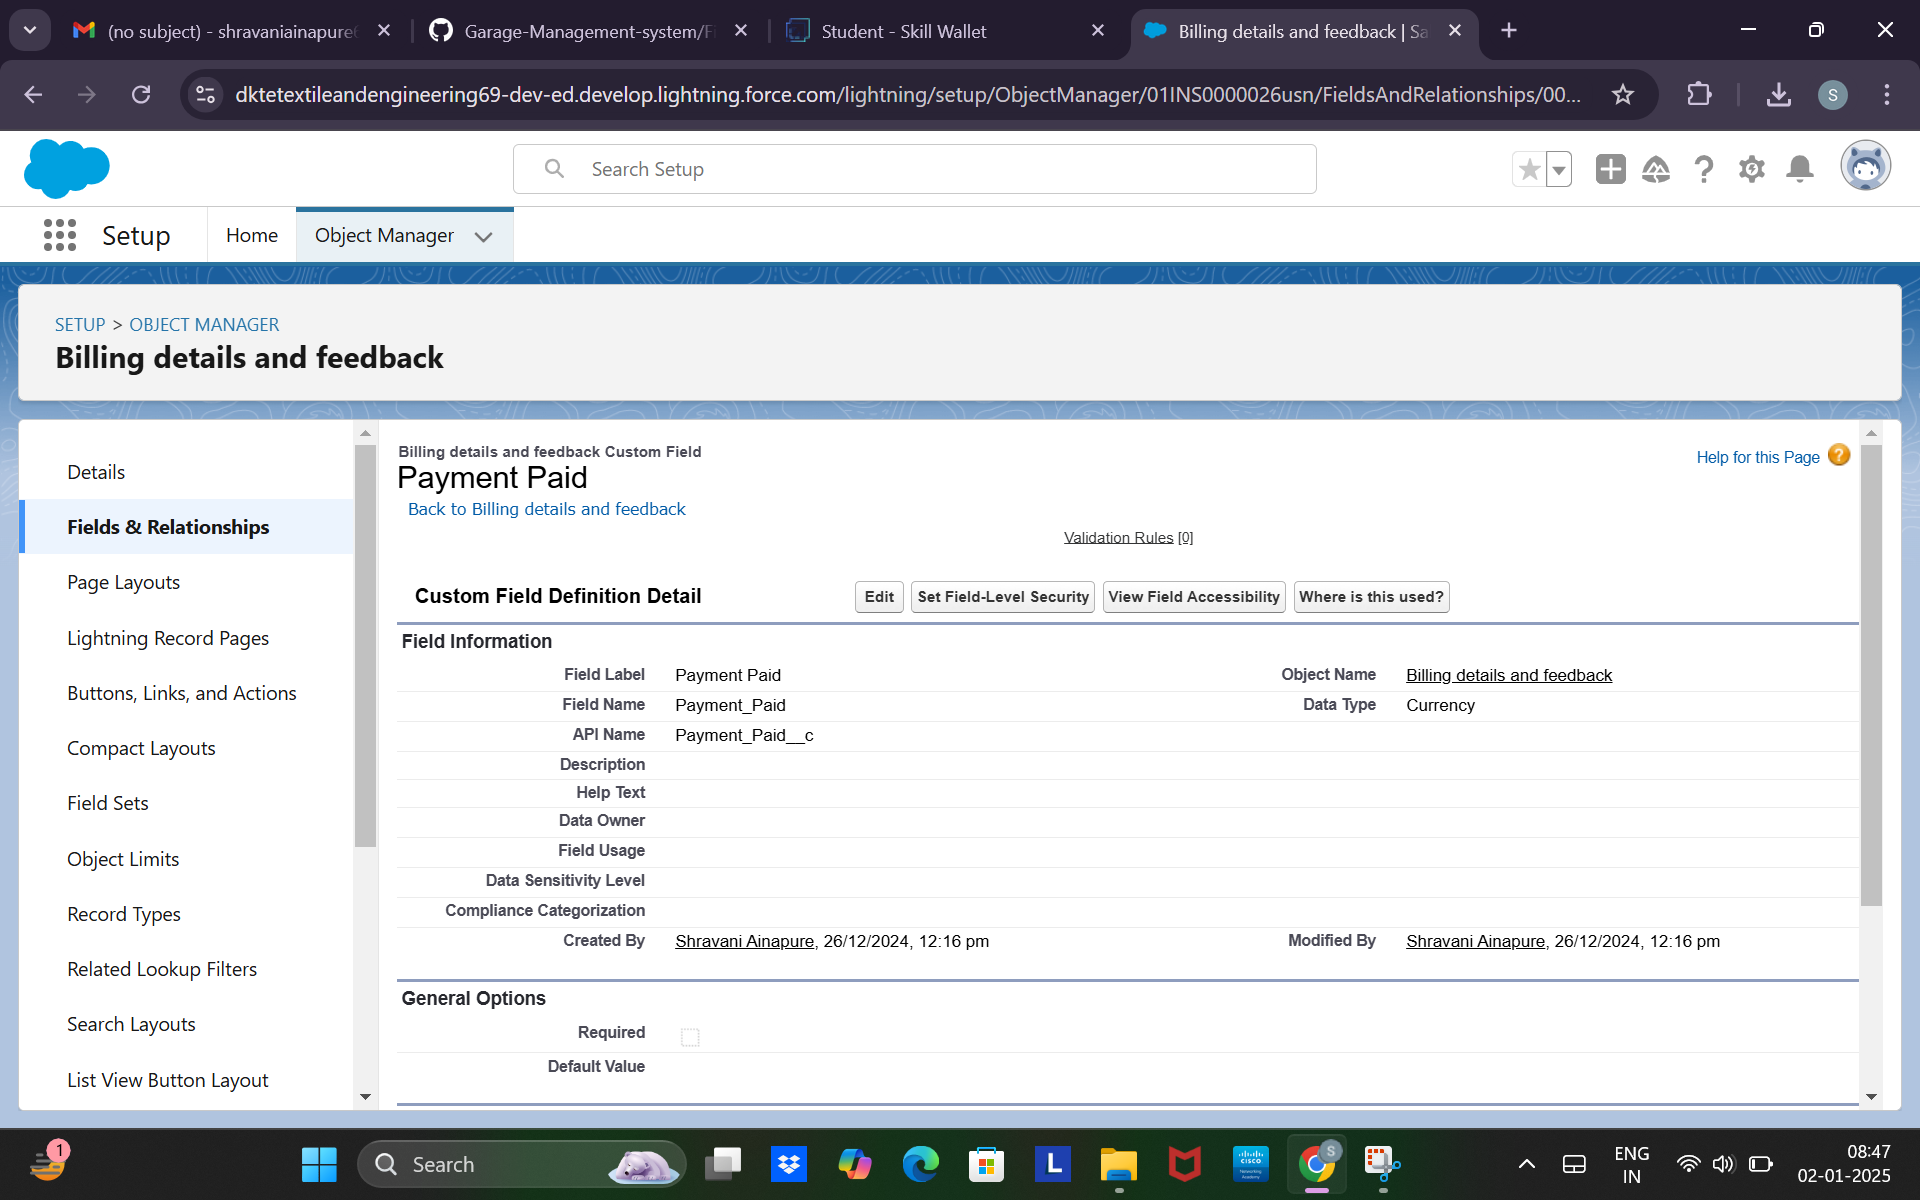 (no subject) - shravaniainapure
Garage-Management-system/Fi
Student - Skill Wallet
Billing details and feedback | Sa
dktetextileandengineering69-dev-ed.develop.lightning.force.com/lightning/setup/ObjectManager/01INS0000026usn/FieldsAndRelationships/00...
S
Search Setup
Setup
Home
Object Manager
SETUP > OBJECT MANAGER
Billing details and feedback
Details
Fields & Relationships
Page Layouts
Lightning Record Pages
Buttons, Links, and Actions
Compact Layouts
Field Sets
Object Limits
Record Types
Related Lookup Filters
Search Layouts
List View Button Layout
Billing details and feedback Custom Field
Payment Paid
Back to Billing details and feedback
Help for this Page
Validation Rules [0]
Custom Field Definition Detail
Edit
Set Field-Level Security
View Field Accessibility
Where is this used?
Field Information
Field Label Payment Paid Object Name Billing details and feedback
Field Name Payment_Paid Data Type Currency
API Name Payment_Paid__c
Description
Help Text
Data Owner
Field Usage
Data Sensitivity Level
Compliance Categorization
Created By Shravani Ainapure, 26/12/2024, 12:16 pm Modified By Shravani Ainapure, 26/12/2024, 12:16 pm
General Options
Required
Default Value
1
Search
L
CISCO
S
ENG
IN
08:47
02-01-2025